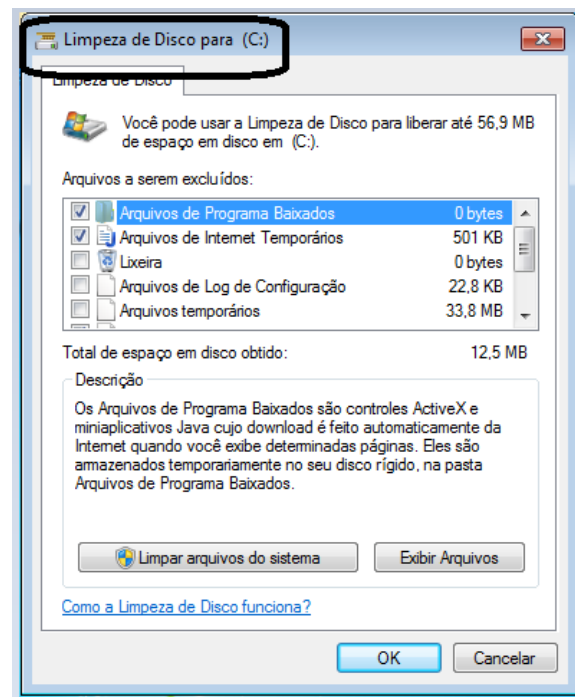 Limpeza de Disco para (C:)
Limpeza de Disco
Você pode usar a Limpeza de Disco para liberar até 56,9 MB
de espaço em disco em (C:).
Arquivos a serem excluídos:
Arquivos de Programa Baixados 0 bytes
Arquivos de Internet Temporários 501 KB
Lixeira 0 bytes
Arquivos de Log de Configuração 22,8 KB
Arquivos temporários 33,8 MB
Total de espaço em disco obtido: 12,5 MB
Descrição
Os Arquivos de Programa Baixados são controles ActiveX e
miniaplicativos Java cujo download é feito automaticamente da
Internet quando você exibe determinadas páginas. Eles são
armazenados temporariamente no seu disco rígido, na pasta
Arquivos de Programa Baixados.
Limpar arquivos do sistema Exibir Arquivos
Como a Limpeza de Disco funciona?
OK Cancelar